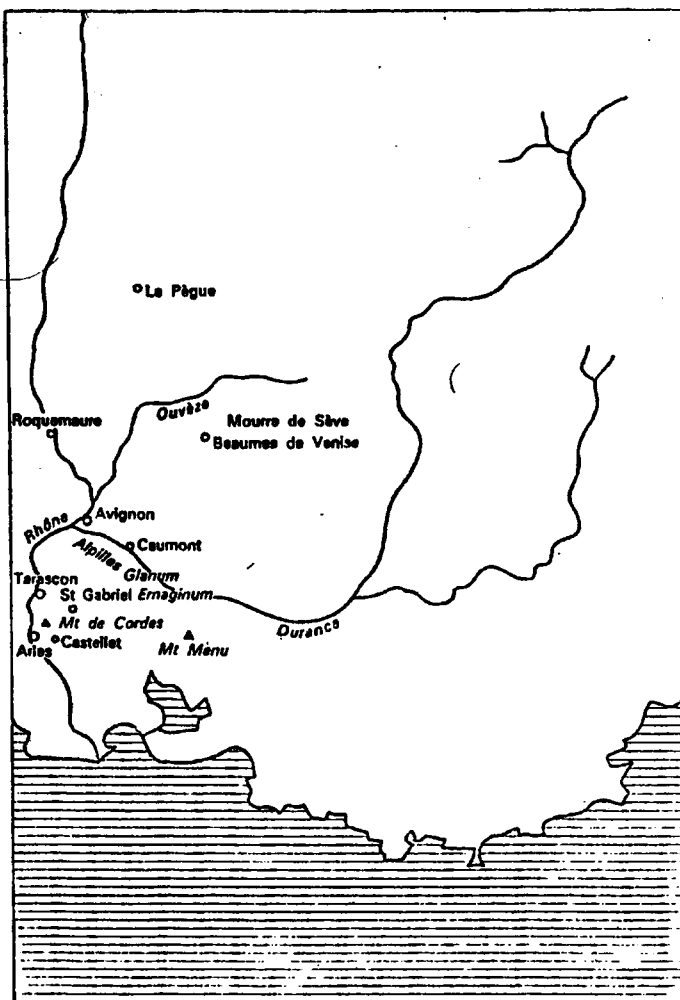 Le Pègue
Ouvèze
Roquemaure
Mourre de Sève
Beaumes de Venise
Avignon
Rhône
Caumont
Alpilles Glanum
Tarascon
St Gabriel Ernaginum
Mt de Cordes
Durance
Castellet
Arles
Mt Menu